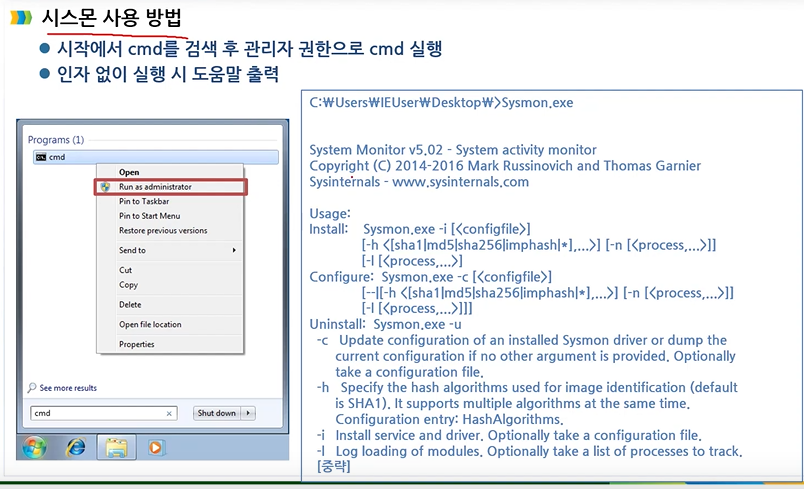 시스몬 사용 방법
시작에서 cmd를 검색 후 관리자 권한으로 cmd 실행
인자 없이 실행 시 도움말 출력
Programs (1)
cmd
Open
Run as administrator
Pin to Taskbar
Pin to Start Menu
Restore previous versions
Send to
Cut
Copy
Delete
Open file location
Properties
See more results
cmd
Shut down
C:₩Users₩IEUser₩Desktop₩>Sysmon.exe
System Monitor v5.02 - System activity monitor
Copyright (C) 2014-2016 Mark Russinovich and Thomas Garnier
Sysinternals - www.sysinternals.com
Usage:
Install: Sysmon.exe -i [<configfile>]
[-h <[sha1|md5|sha256|imphash|*],...>] [-n [<process,...>]]
[-l [<process,...>]
Configure: Sysmon.exe -c [<configfile>]
[--|[-h <[sha1|md5|sha256|imphash|*],...>] [-n [<process,...>]]
[-l [<process,...>]]]
Uninstall: Sysmon.exe -u
-c Update configuration of an installed Sysmon driver or dump the
current configuration if no other argument is provided. Optionally
take a configuration file.
-h Specify the hash algorithms used for image identification (default
is SHA1). It supports multiple algorithms at the same time.
Configuration entry: HashAlgorithms.
-i Install service and driver. Optionally take a configuration file.
-l Log loading of modules. Optionally take a list of processes to track.
[중략]